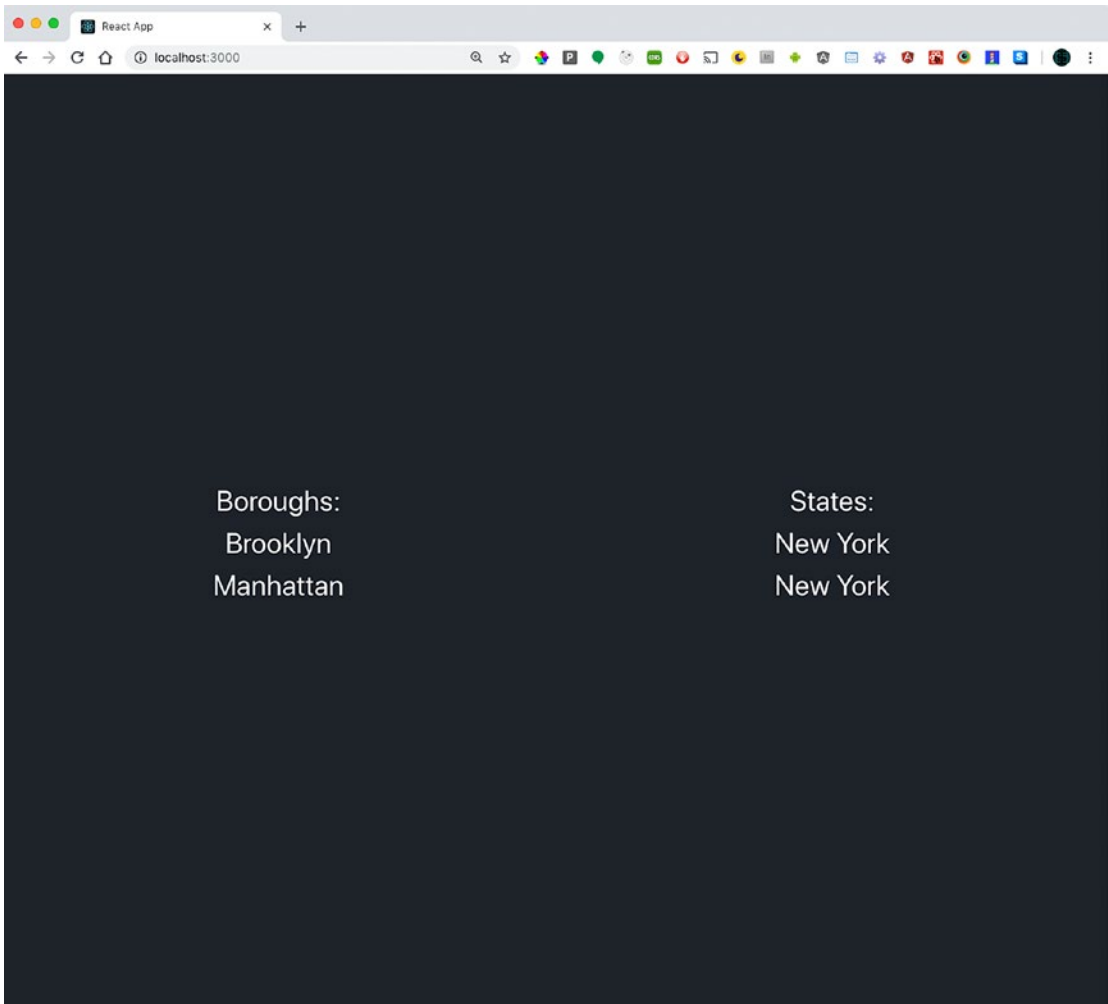 React App
localhost:3000
Boroughs:
Brooklyn
Manhattan
States:
New York
New York